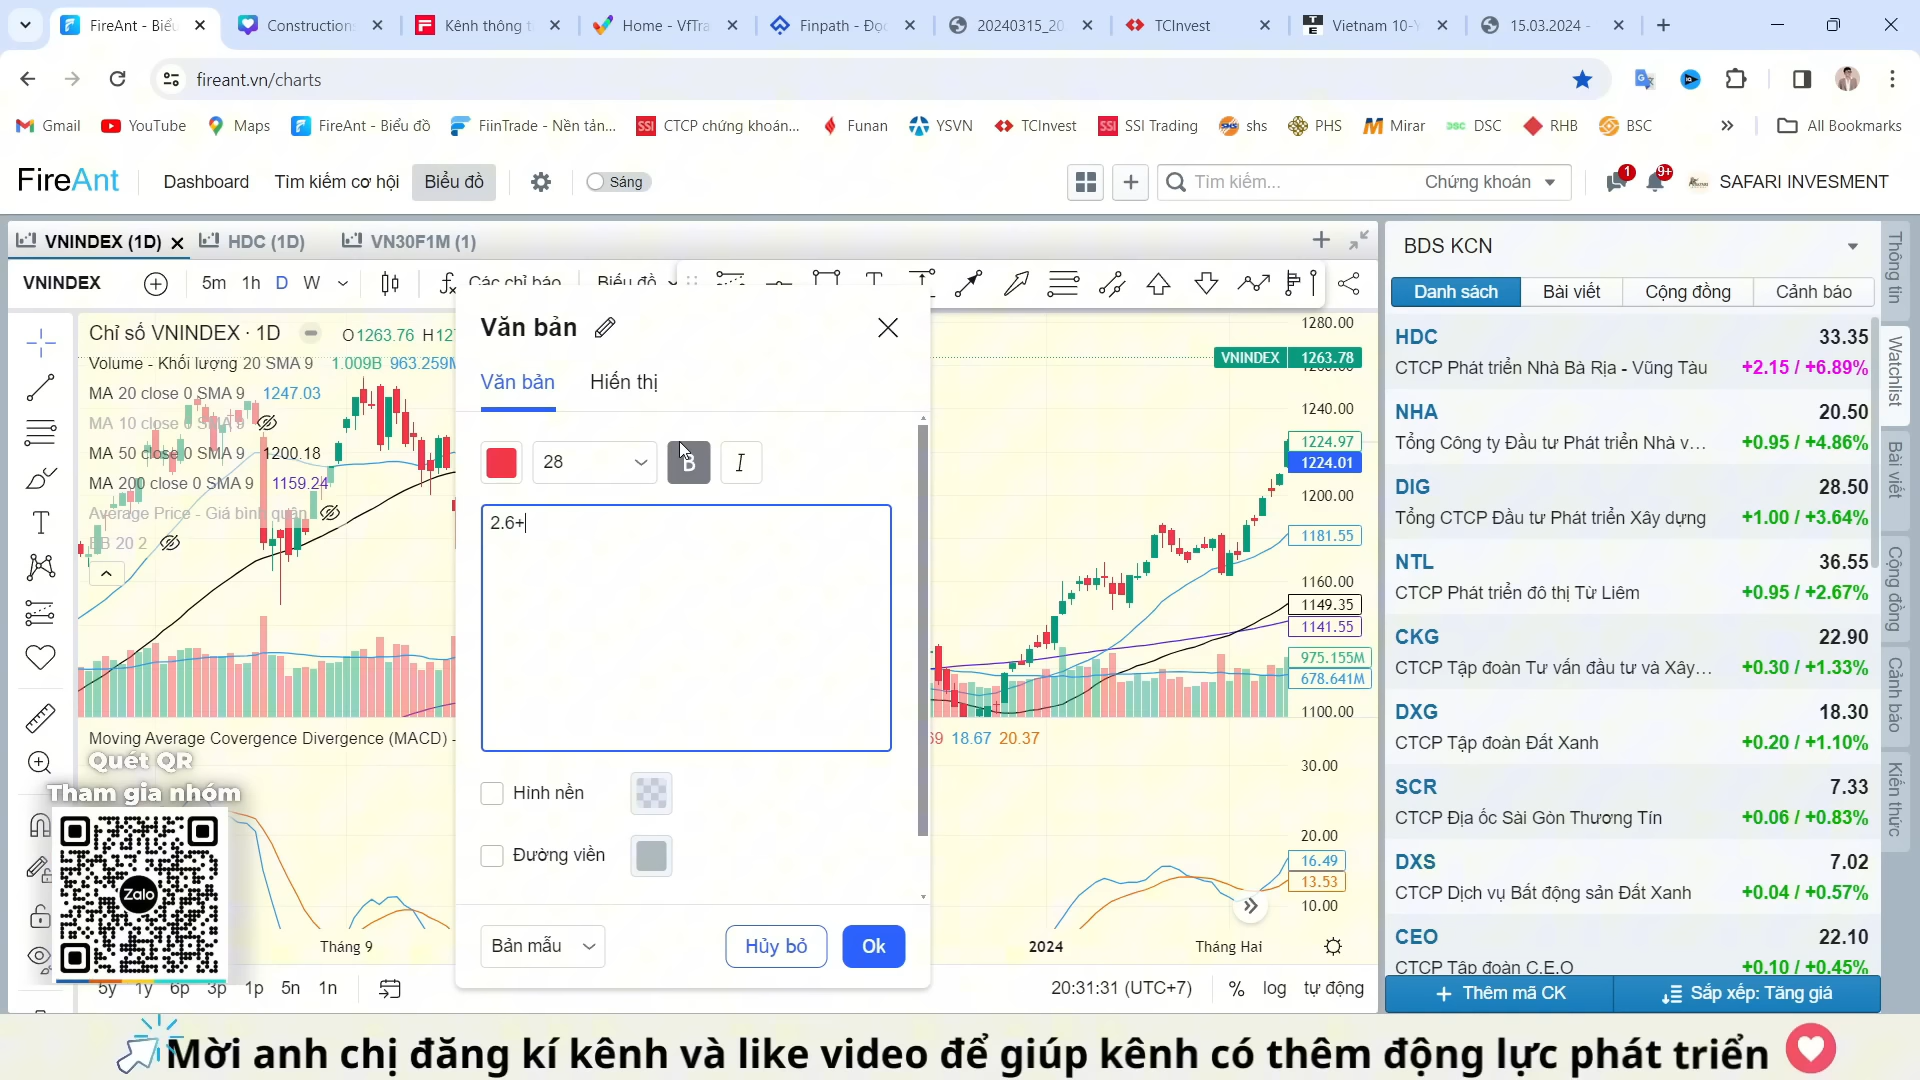 FireAnt - Biểu
Constructions
Kênh thông t
Home - VfTra
Finpath - Đọc
20240315_20
TCInvest
Vietnam 10-Y
15.03.2024 -
fireant.vn/charts
Gmail
YouTube
Maps
FireAnt - Biểu đồ
FiinTrade - Nền tản...
CTCP chứng khoán...
Funan
YSVN
TCInvest
SSI Trading
shs
PHS
Mirar
DSC
RHB
BSC
All Bookmarks
FireAnt
Dashboard
Tìm kiếm cơ hội
Biểu đồ
Sáng
Tìm kiếm...
Chứng khoán
1
9+
SAFARI INVESMENT
VNINDEX (1D)
HDC (1D)
VN30F1M (1)
VNINDEX
5m
1h
D
W
Các chỉ báo
Biểu đồ
Chỉ số VNINDEX · 1D
O1263.76 H12
Volume - Khối lượng 20 SMA 9 1.009B 963.259M
MA 20 close 0 SMA 9 1247.03
MA 10 close 0 SMA 9
MA 50 close 0 SMA 9 1200.18
MA 200 close 0 SMA 9 1159.24
Average Price - Giá bình quân
BB 20 2
Văn bản
Văn bản
Hiển thị
28
B
I
2.6+
Hình nền
Đường viền
Bản mẫu
Hủy bỏ
Ok
1280.00
VNINDEX 1263.78
1240.00
1224.97
1224.01
1200.00
1181.55
1160.00
1149.35
1141.55
975.155M
678.641M
1100.00
Moving Average Covergence Divergence (MACD) -
69 18.67 20.37
30.00
20.00
16.49
13.53
10.00
Quét QR
Tham gia nhóm
Zalo
Tháng 9
2024
Tháng Hai
5y
1y
6p
3p
1p
5n
1n
20:31:31 (UTC+7)
%
log
tự động
BDS KCN
Danh sách
Bài viết
Cộng đồng
Cảnh báo
HDC 33.35
CTCP Phát triển Nhà Bà Rịa - Vũng Tàu +2.15 / +6.89%
NHA 20.50
Tổng Công ty Đầu tư Phát triển Nhà v... +0.95 / +4.86%
DIG 28.50
Tổng CTCP Đầu tư Phát triển Xây dựng +1.00 / +3.64%
NTL 36.55
CTCP Phát triển đô thị Từ Liêm +0.95 / +2.67%
CKG 22.90
CTCP Tập đoàn Tư vấn đầu tư và Xây... +0.30 / +1.33%
DXG 18.30
CTCP Tập đoàn Đất Xanh +0.20 / +1.10%
SCR 7.33
CTCP Địa ốc Sài Gòn Thương Tín +0.06 / +0.83%
DXS 7.02
CTCP Dịch vụ Bất động sản Đất Xanh +0.04 / +0.57%
CEO 22.10
CTCP Tập đoàn C.E.O +0.10 / +0.45%
Thêm mã CK
Sắp xếp: Tăng giá
Thông tin
Watchlist
Bài viết
Cộng đồng
Cảnh báo
Kiến thức
Mời anh chị đăng kí kênh và like video để giúp kênh có thêm động lực phát triển